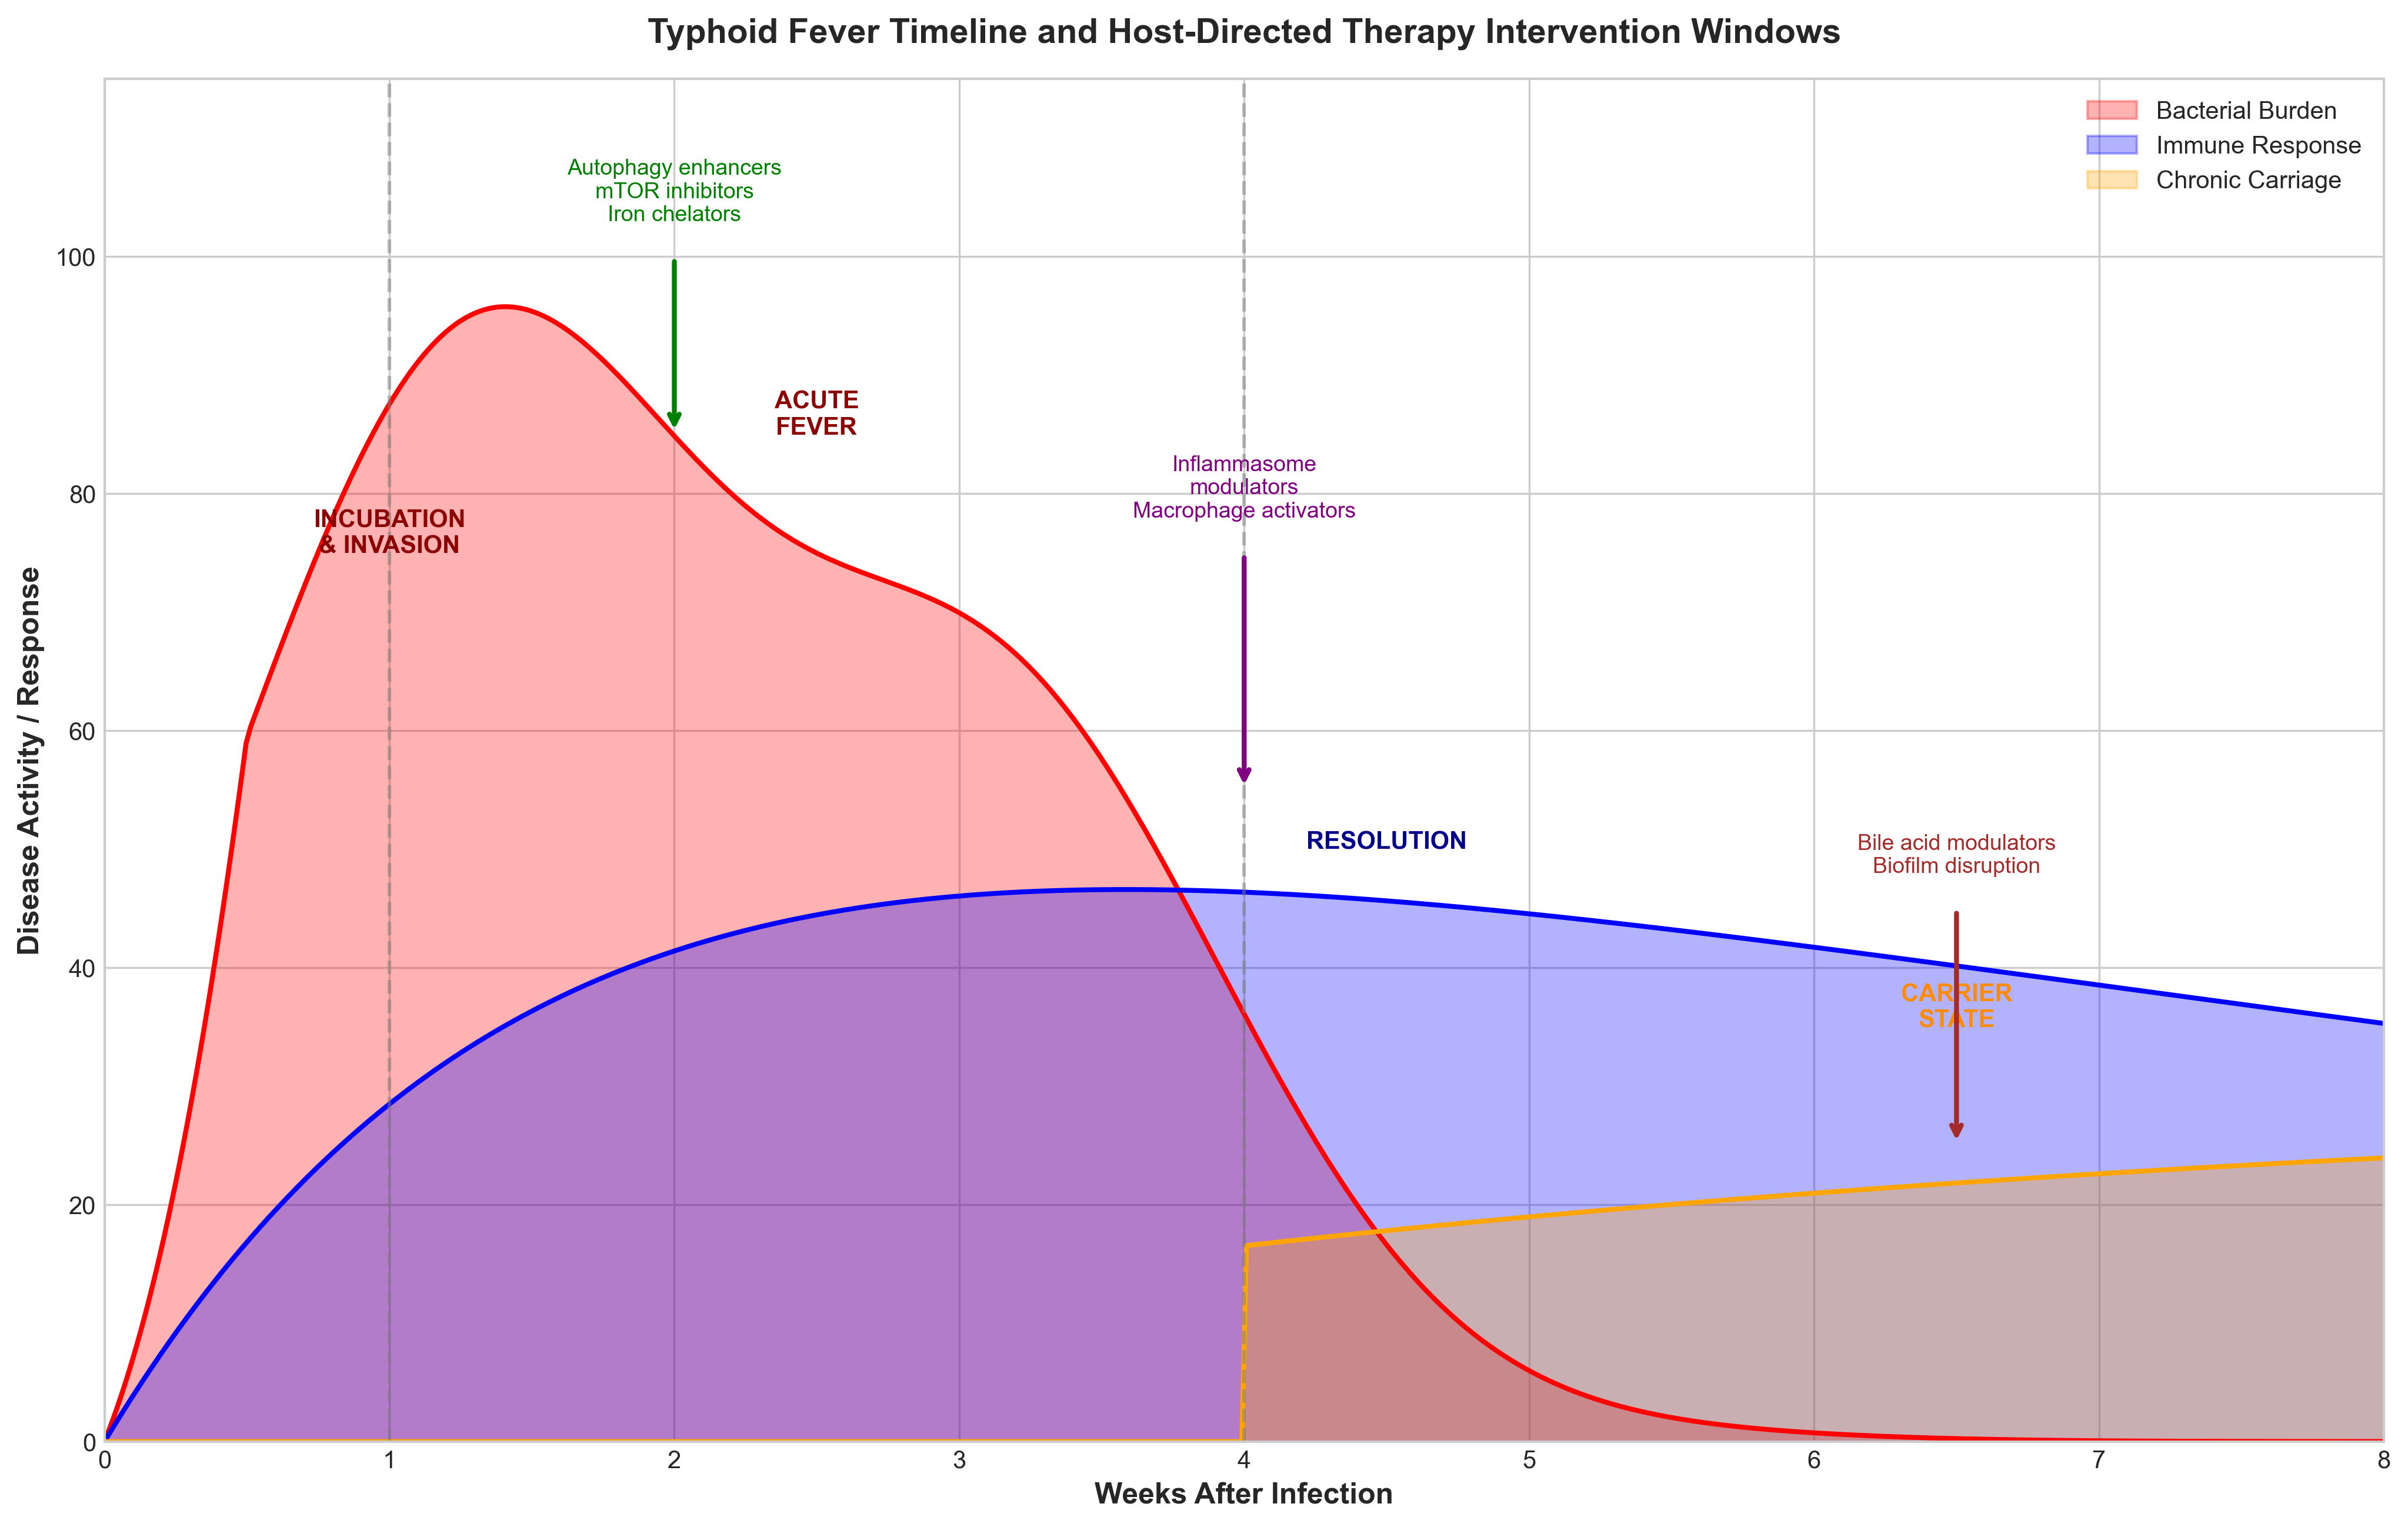 Typhoid Fever Timeline and Host-Directed Therapy Intervention Windows
Bacterial Burden
Immune Response
Chronic Carriage
Autophagy enhancers
mTOR inhibitors
Iron chelators
ACUTE
FEVER
INCUBATION
& INVASION
Inflammasome
modulators
Macrophage activators
RESOLUTION
Bile acid modulators
Biofilm disruption
CARRIER
STATE
Disease Activity / Response
100
80
60
40
20
0
0 1 2 3 4 5 6 7 8
Weeks After Infection